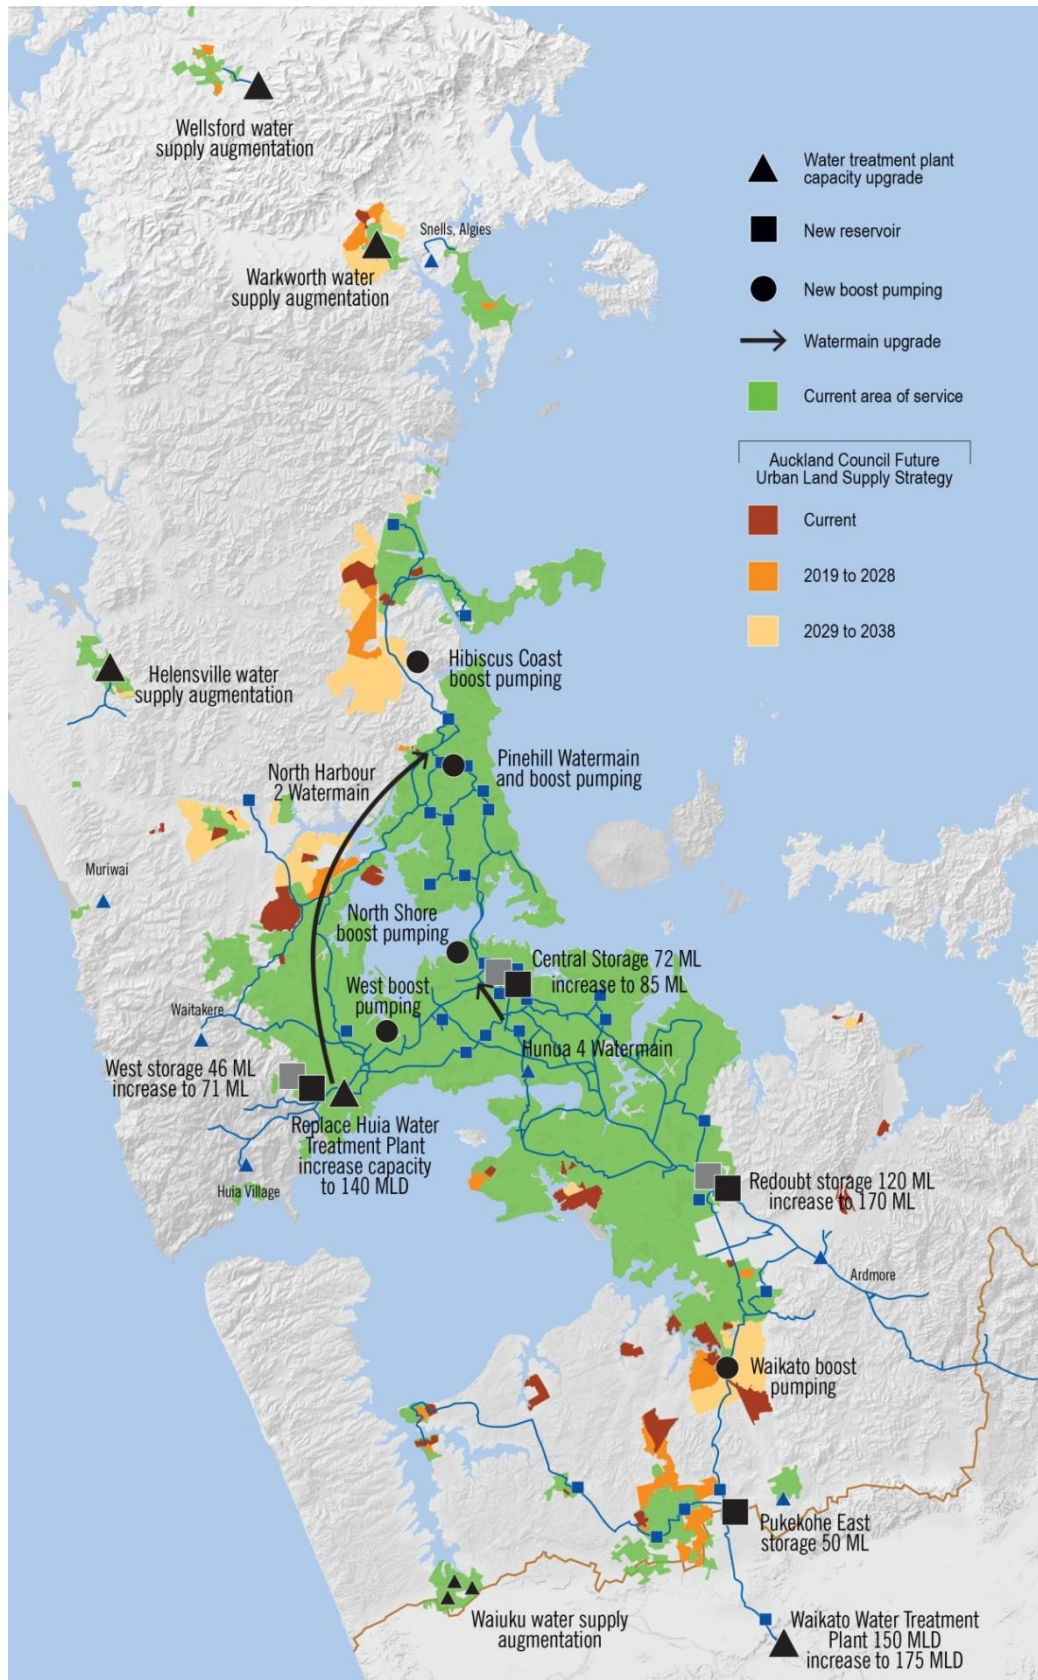 Wellsford water
supply augmentation
Water treatment plant
capacity upgrade
New reservoir
Snells, Algies
Warkworth water
supply augmentation
New boost pumping
Watermain upgrade
Current area of service
Auckland Council Future
Urban Land Supply Strategy
Current
2019 to 2028
2029 to 2038
Helensville water
supply augmentation
Hibiscus Coast
boost pumping
Pinehill Watermain
and boost pumping
North Harbour
2 Watermain
Muriwai
North Shore
boost pumping
Central Storage 72 ML
increase to 85 ML
West boost
pumping
Waitakere
Hunua 4 Watermain
West storage 46 ML
increase to 71 ML
Replace Huia Water
Treatment Plant
increase capacity
to 140 MLD
Huia Village
Redoubt storage 120 ML
increase to 170 ML
Ardmore
Waikato boost
pumping
Pukekohe East
storage 50 ML
Waiuku water supply
augmentation
Waikato Water Treatment
Plant 150 MLD
increase to 175 MLD